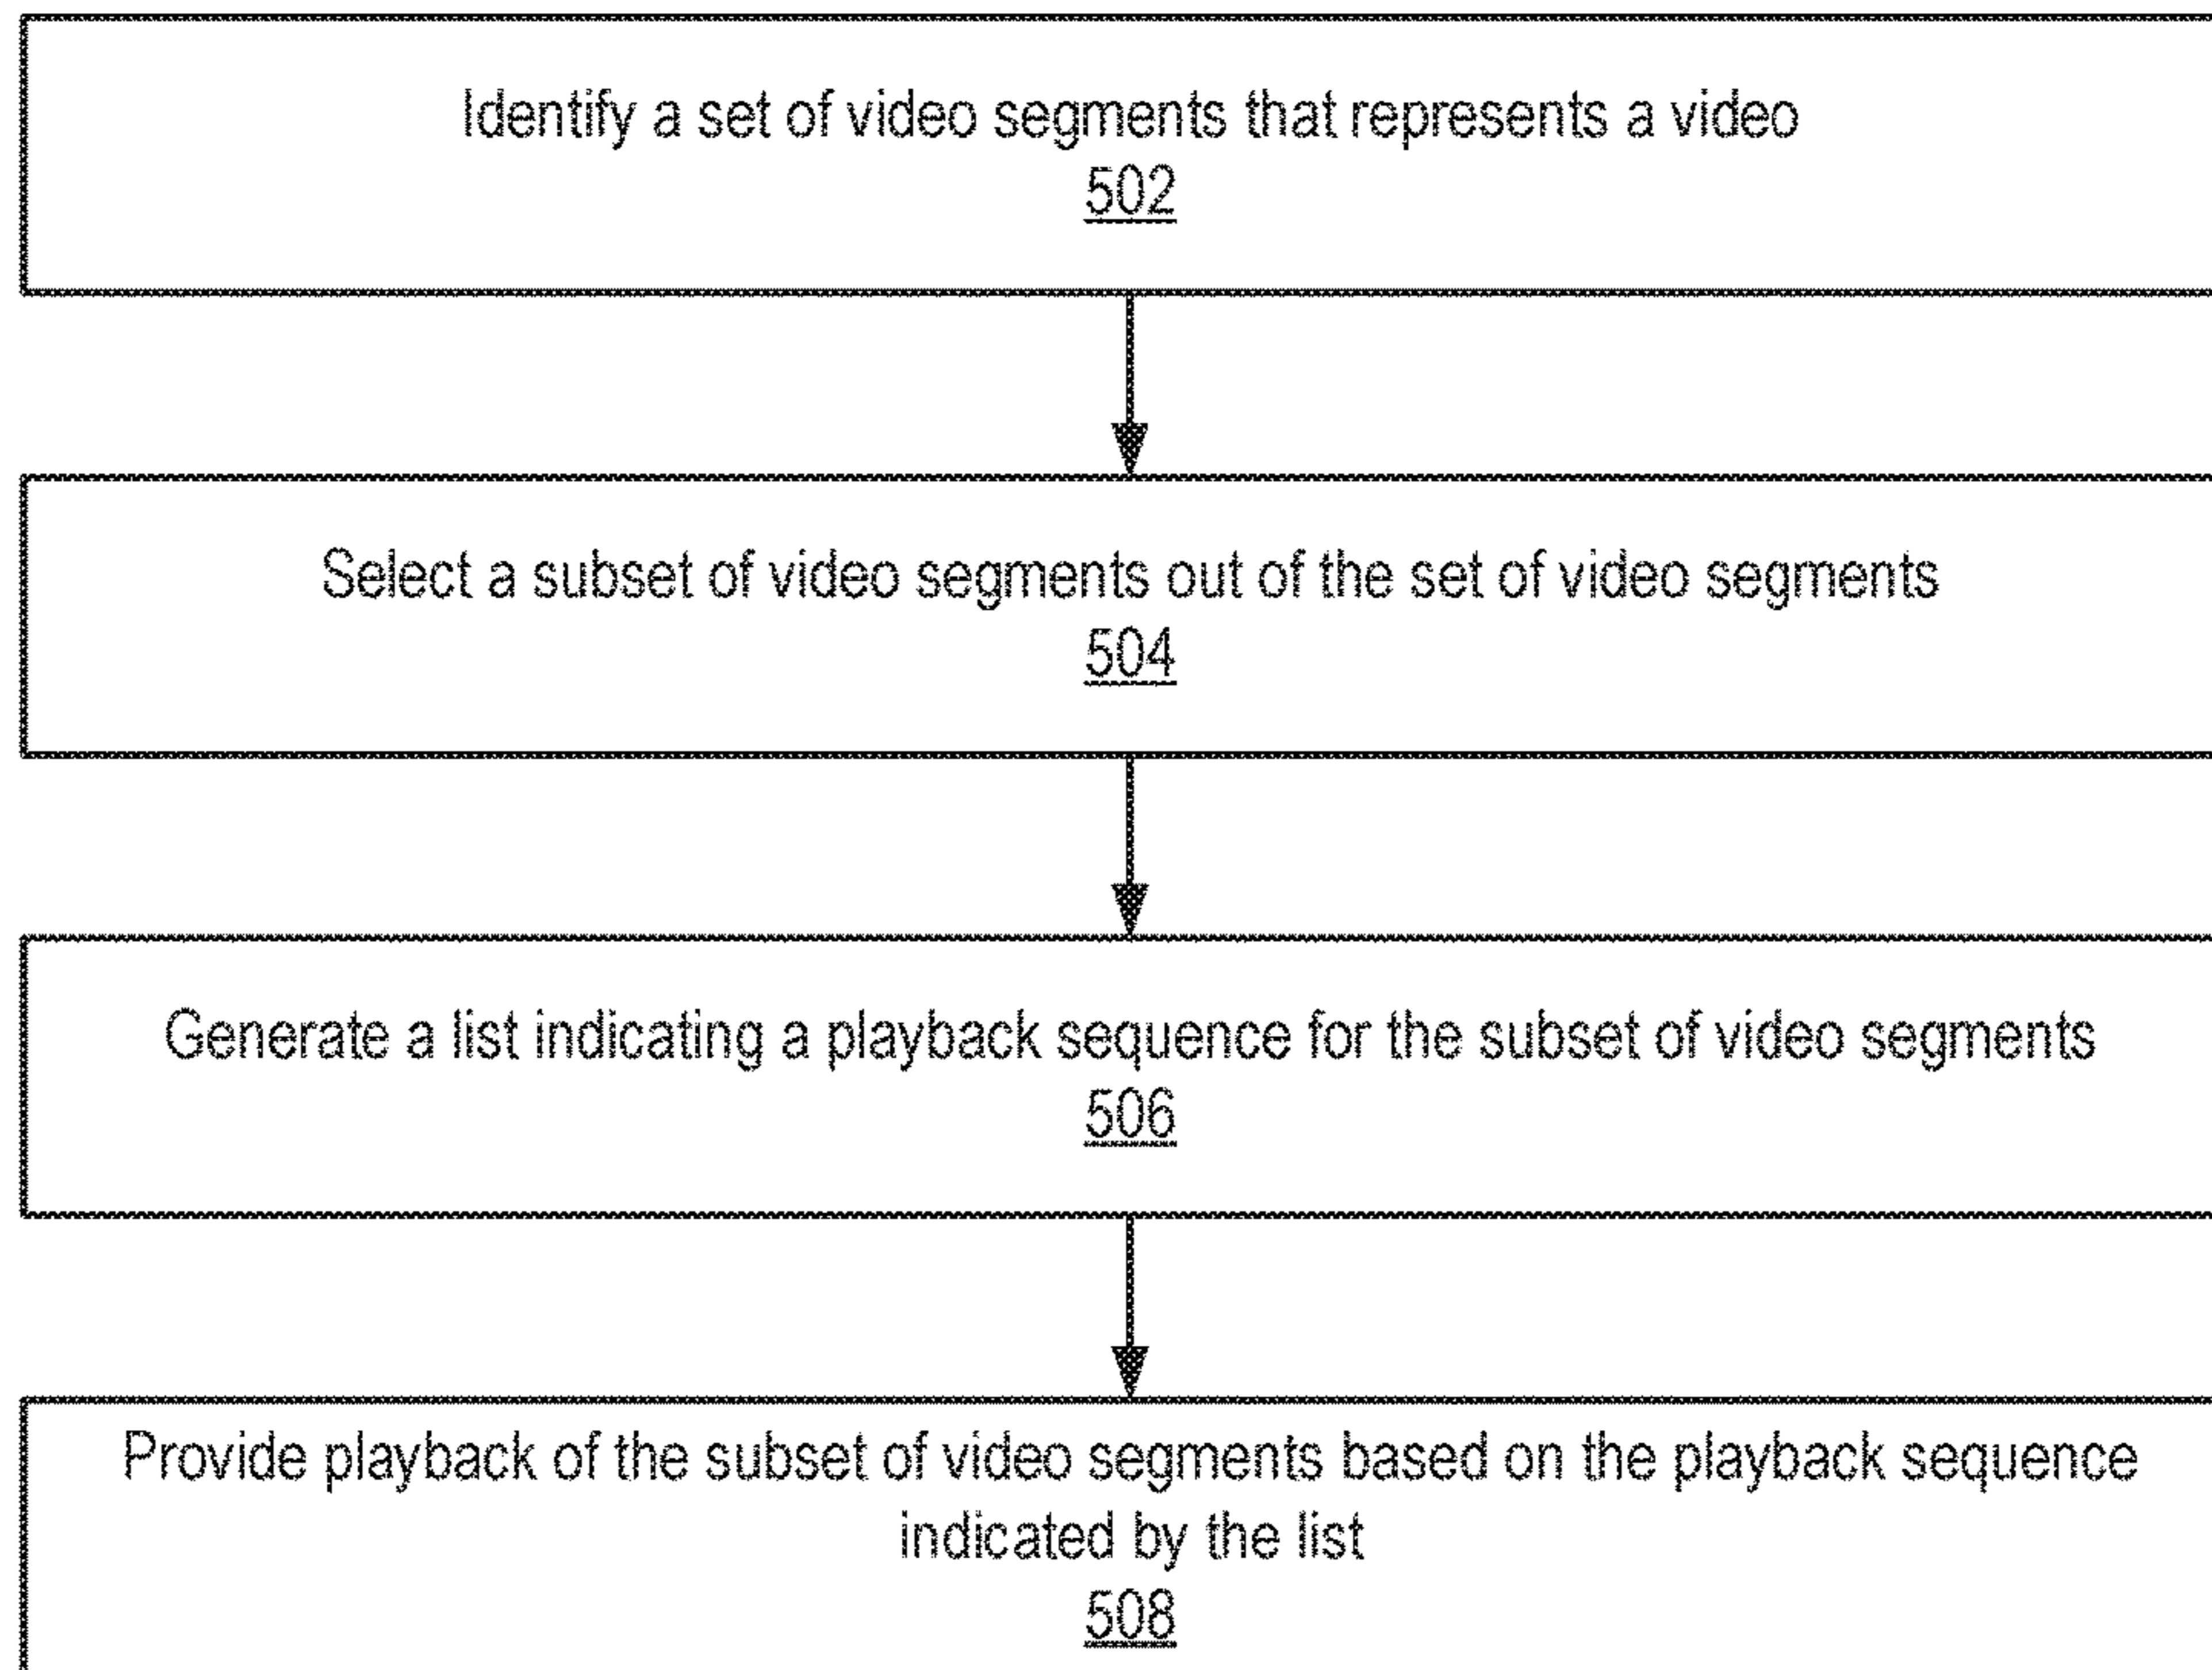 Identify a set of video segments that represents a video
502
Select a subset of video segments out of the set of video segments
504
Generate a list indicating a playback sequence for the subset of video segments
506
Provide playback of the subset of video segments based on the playback sequence
indicated by the list
508